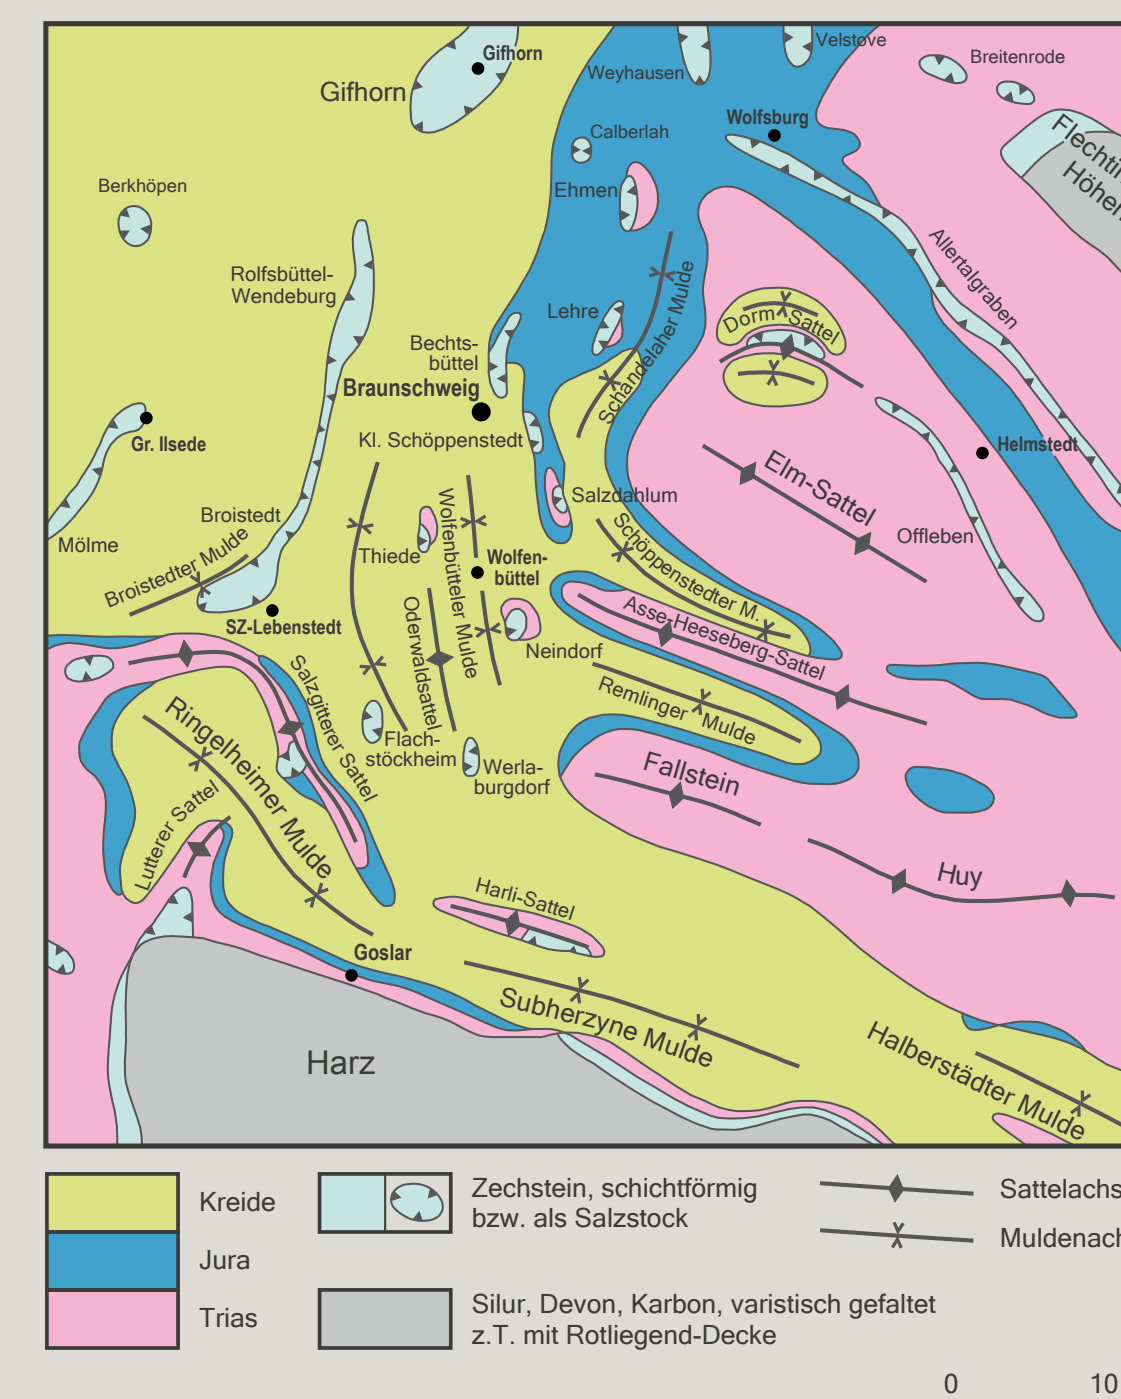 Gifhorn
Gifhorn
Weyhausen
Velstove
Breitenrode
Wolfsburg
Calberlah
Ehmen
Berkhöpen
Rolfsbüttel-
Wendeburg
Lehre
Schandelaher Mulde
Dorm-Sattel
Allertalgraben
Flechtin
Höhen
Bechts-
büttel
Braunschweig
Gr. Ilsede
Kl. Schöppenstedt
Helmstedt
Elm-Sattel
Salzdahlum
Offleben
Mölme
Broistedt
Broistedter Mulde
Thiede
Wolfenbütteler Mulde
Wolfen-
büttel
Schöppenstedter M.
SZ-Lebenstedt
Oderwaldsattel
Neindorf
Asse-Heeseberg-Sattel
Remlinger Mulde
Salzgitterer Sattel
Ringelheimer Mulde
Flach-
stöckheim
Werla-
burgdorf
Fallstein
Lutterer Sattel
Huy
Harli-Sattel
Goslar
Subherzyne Mulde
Halberstädter Mulde
Harz
Kreide
Jura
Trias
Zechstein, schichtförmig
bzw. als Salzstock
Silur, Devon, Karbon, varistisch gefaltet
z.T. mit Rotliegend-Decke
Sattelachs
Muldenach
0 10